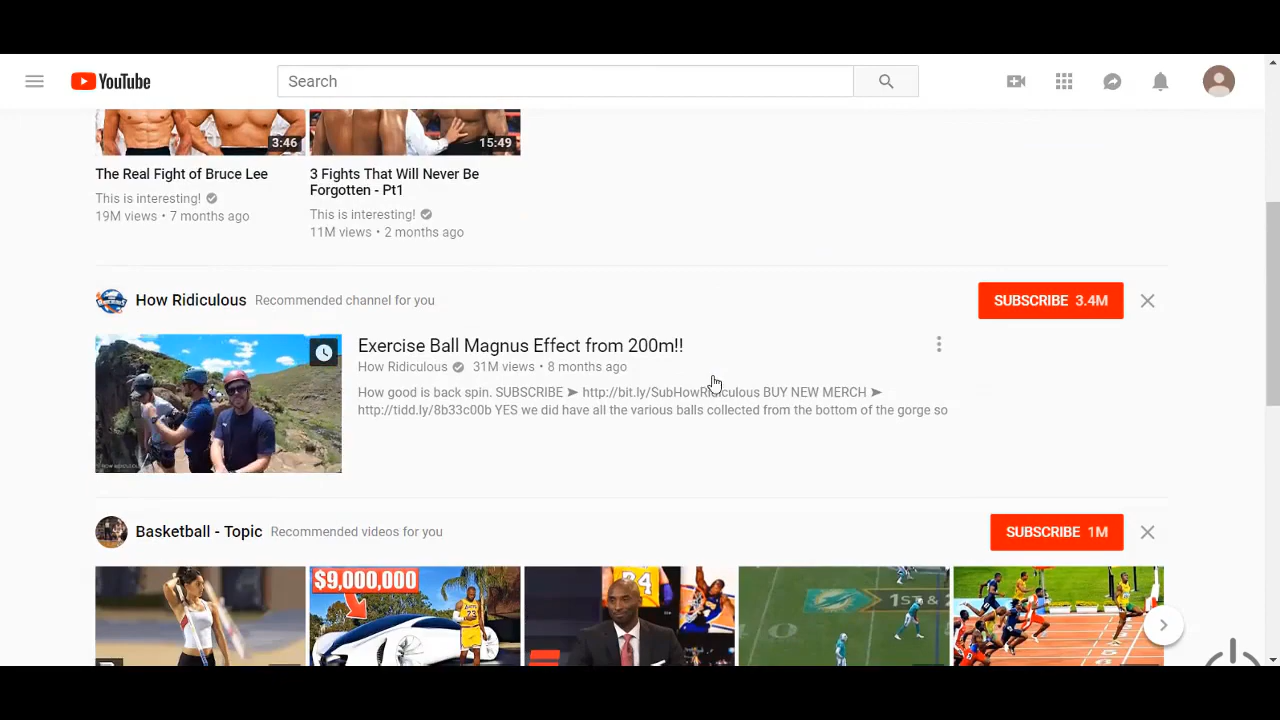 YouTube
Search
3:46
15:49
The Real Fight of Bruce Lee
This is interesting!
19M views • 7 months ago
3 Fights That Will Never Be
Forgotten - Pt1
This is interesting!
11M views • 2 months ago
How Ridiculous
Recommended channel for you
SUBSCRIBE 3.4M
Exercise Ball Magnus Effect from 200m!!
How Ridiculous
31M views • 8 months ago
How good is back spin. SUBSCRIBE ➤ http://bit.ly/SubHowRidiculous BUY NEW MERCH ➤
http://tidd.ly/8b33c00b YES we did have all the various balls collected from the bottom of the gorge so
Basketball - Topic
Recommended videos for you
SUBSCRIBE 1M
$9,000,000
23
24
1ST &